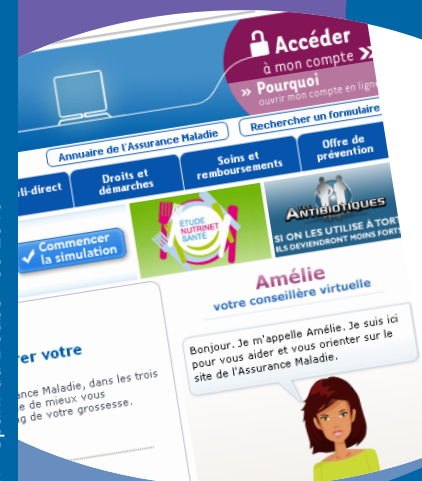 Accéder
à mon compte »
» Pourquoi
ouvrir mon compte en ligne
Annuaire de l'Assurance Maladie
Rechercher un formulaire
li-direct
Droits et
démarches
Soins et
remboursements
Offre de
prévention
Commencer
la simulation
ÉTUDE
NUTRINET
SANTÉ
ANTIBIOTIQUES
SI ON LES UTILISE À TORT
ILS DEVIENDRONT MOINS FORTS
Amélie
votre conseillère virtuelle
Bonjour. Je m'appelle Amélie. Je suis ici
pour vous aider et vous orienter sur le
site de l'Assurance Maladie.
er votre
ance Maladie, dans les trois
e de mieux vous
g de votre grossesse.